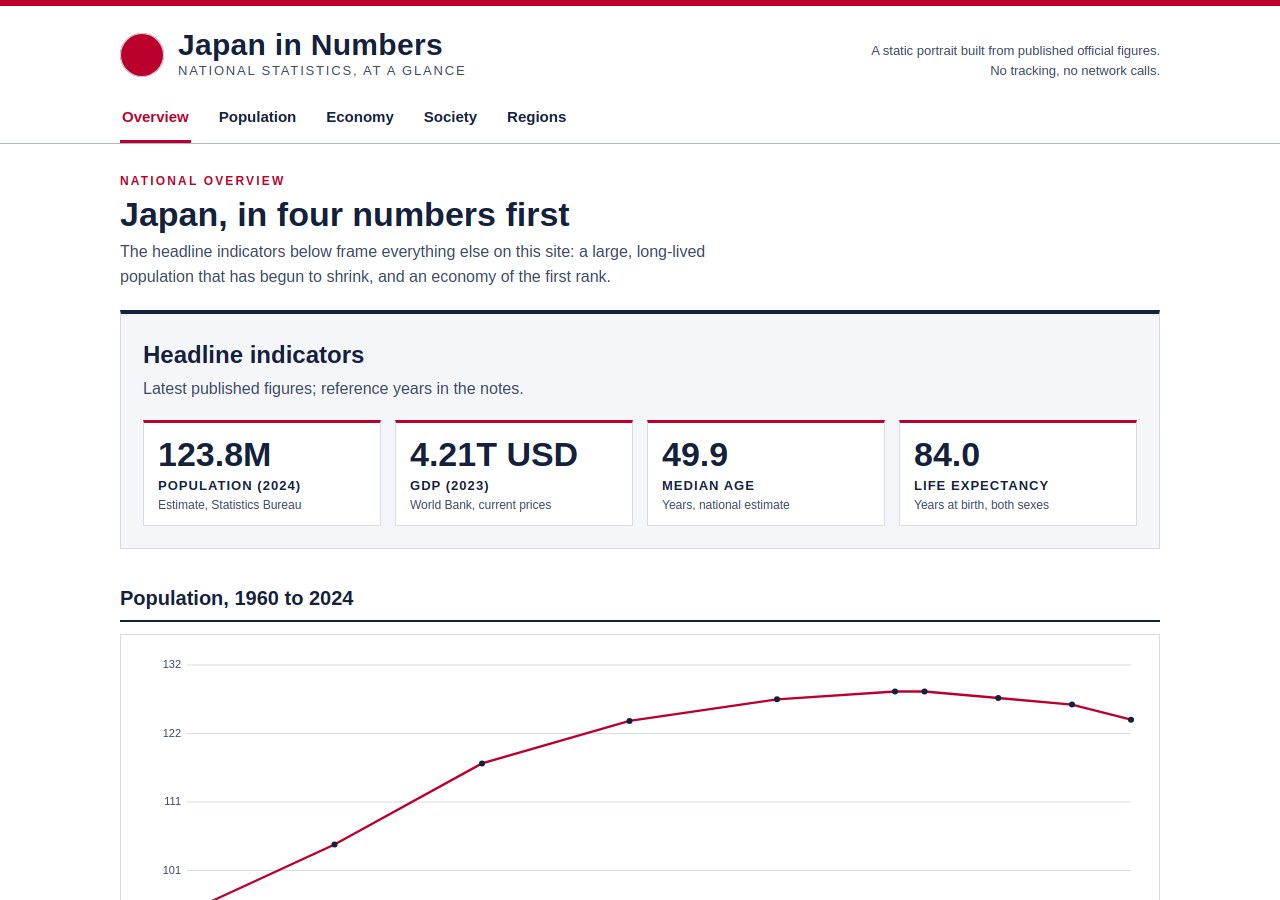 Japan in Numbers
NATIONAL STATISTICS, AT A GLANCE
A static portrait built from published official figures.
No tracking, no network calls.
Overview Population Economy Society Regions
NATIONAL OVERVIEW
Japan, in four numbers first
The headline indicators below frame everything else on this site: a large, long-lived
population that has begun to shrink, and an economy of the first rank.
Headline indicators
Latest published figures; reference years in the notes.
123.8M
POPULATION (2024)
Estimate, Statistics Bureau
4.21T USD
GDP (2023)
World Bank, current prices
49.9
MEDIAN AGE
Years, national estimate
84.0
LIFE EXPECTANCY
Years at birth, both sexes
Population, 1960 to 2024
132
122
111
101